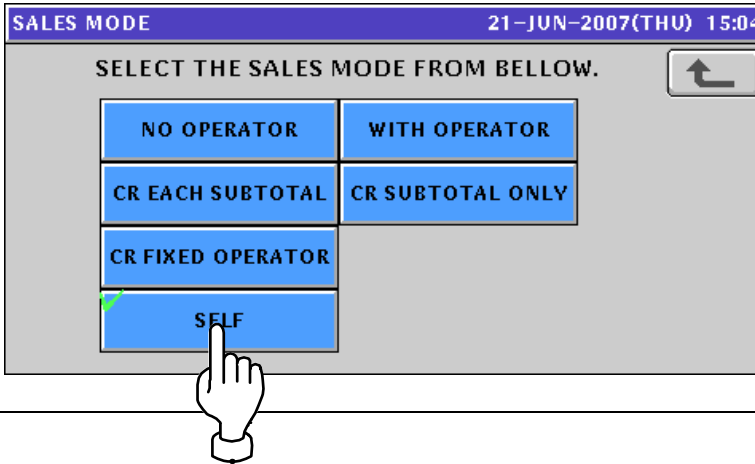 SALES MODE 21-JUN-2007(THU) 15:04
SELECT THE SALES MODE FROM BELLOW.
NO OPERATOR WITH OPERATOR
CR EACH SUBTOTAL CR SUBTOTAL ONLY
CR FIXED OPERATOR
SELF